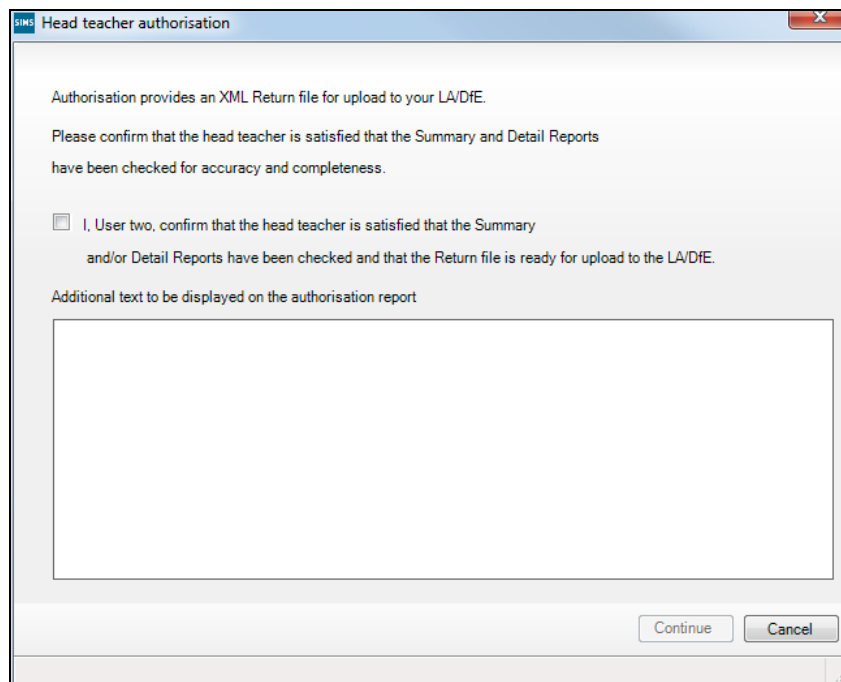 SIMS Head teacher authorisation
Authorisation provides an XML Return file for upload to your LA/DfE.
Please confirm that the head teacher is satisfied that the Summary and Detail Reports
have been checked for accuracy and completeness.
I, User two, confirm that the head teacher is satisfied that the Summary
and/or Detail Reports have been checked and that the Return file is ready for upload to the LA/DfE.
Additional text to be displayed on the authorisation report
Continue Cancel